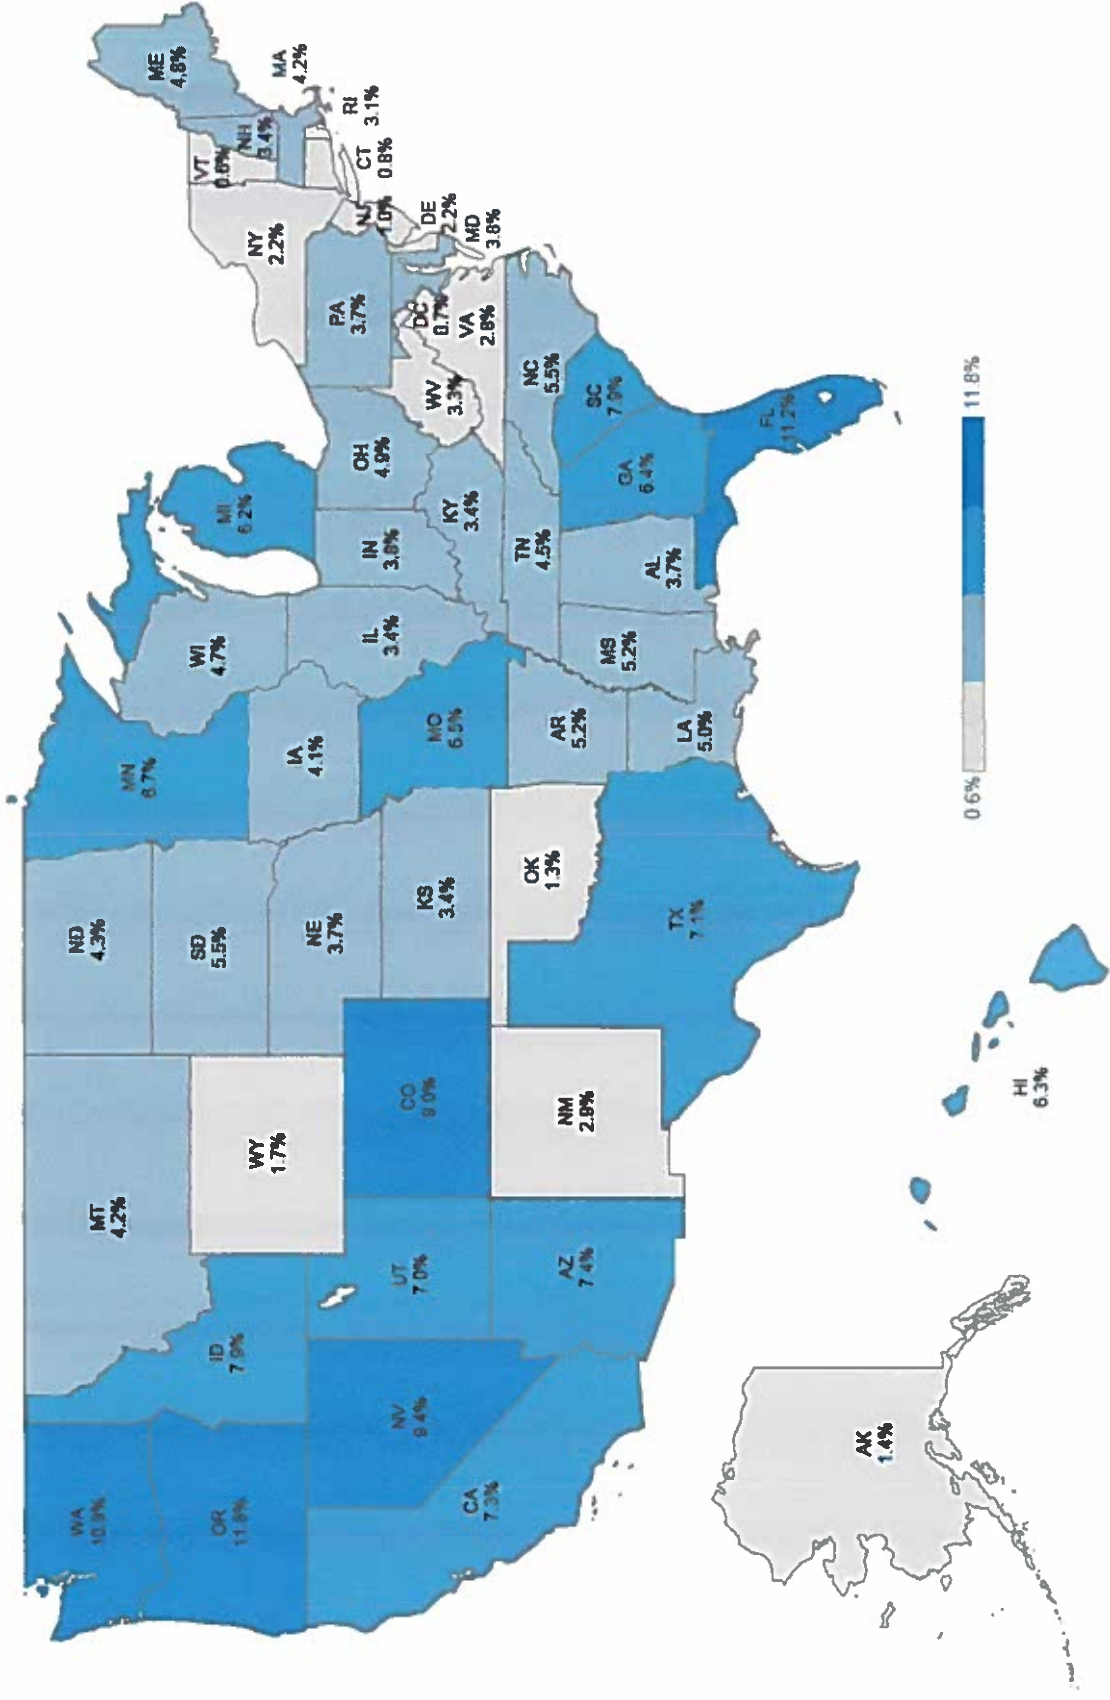 WA
10.9%
OR
11.8%
CA
7.3%
NV
9.4%
ID
7.9%
MT
4.2%
WY
1.7%
UT
7.0%
AZ
7.4%
CO
9.0%
NM
2.9%
ND
4.3%
SD
5.5%
NE
3.7%
KS
3.4%
OK
1.3%
TX
7.1%
MN
6.7%
IA
4.1%
MO
6.5%
AR
5.2%
LA
5.0%
WI
4.7%
IL
3.4%
MS
5.2%
MI
6.2%
IN
3.8%
KY
3.4%
TN
4.5%
AL
3.7%
OH
4.9%
GA
6.4%
FL
11.2%
SC
7.9%
NC
5.5%
WV
3.3%
VA
2.8%
DC
0.7%
PA
3.7%
NY
2.2%
VT
0.6%
NH
3.4%
ME
4.8%
MA
4.2%
RI
3.1%
CT
0.8%
NJ
1.0%
DE
2.2%
MD
3.8%
AK
1.4%
HI
6.3%
0.6%
11.8%